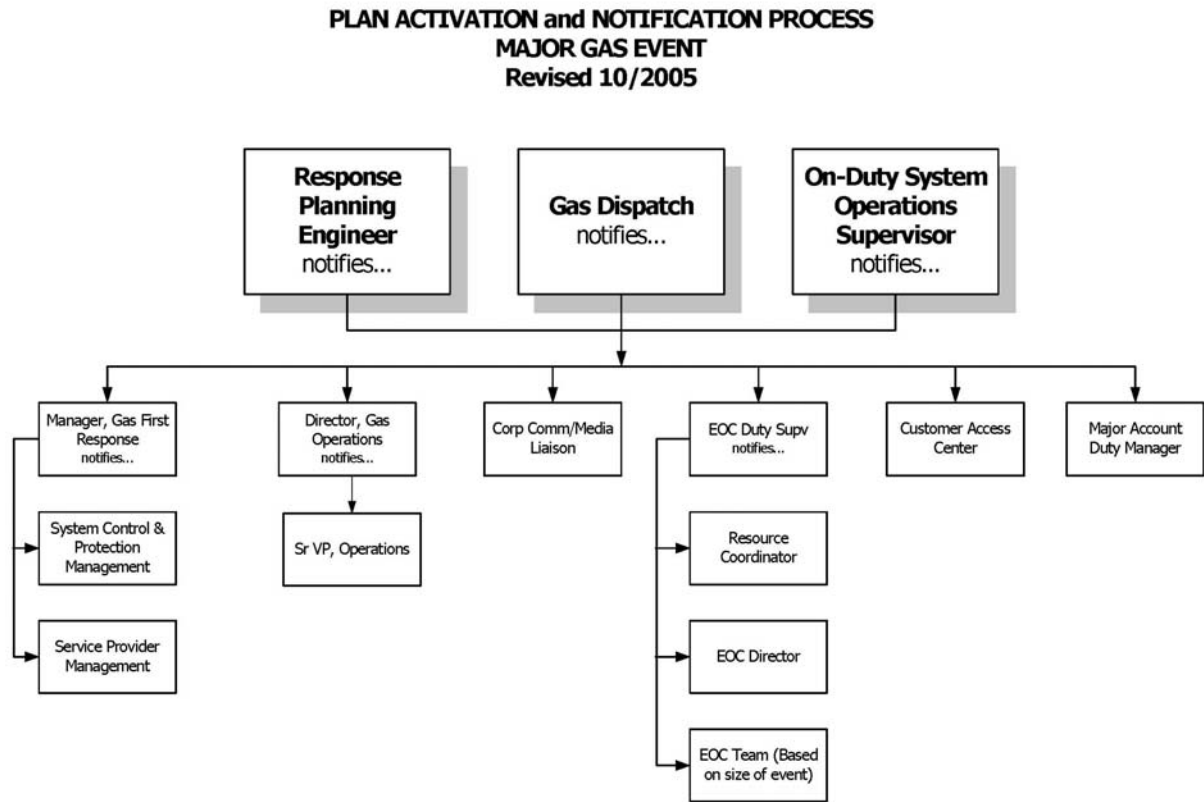 PLAN ACTIVATION and NOTIFICATION PROCESS
MAJOR GAS EVENT
Revised 10/2005
Response
Planning
Engineer
notifies...
Gas Dispatch
notifies...
On-Duty System
Operations
Supervisor
notifies...
Manager, Gas First
Response
notifies...
Director, Gas
Operations
notifies...
Corp Comm/Media
Liaison
EOC Duty Supv
notifies...
Customer Access
Center
Major Account
Duty Manager
System Control &
Protection
Management
Sr VP, Operations
Resource
Coordinator
Service Provider
Management
EOC Director
EOC Team (Based
on size of event)